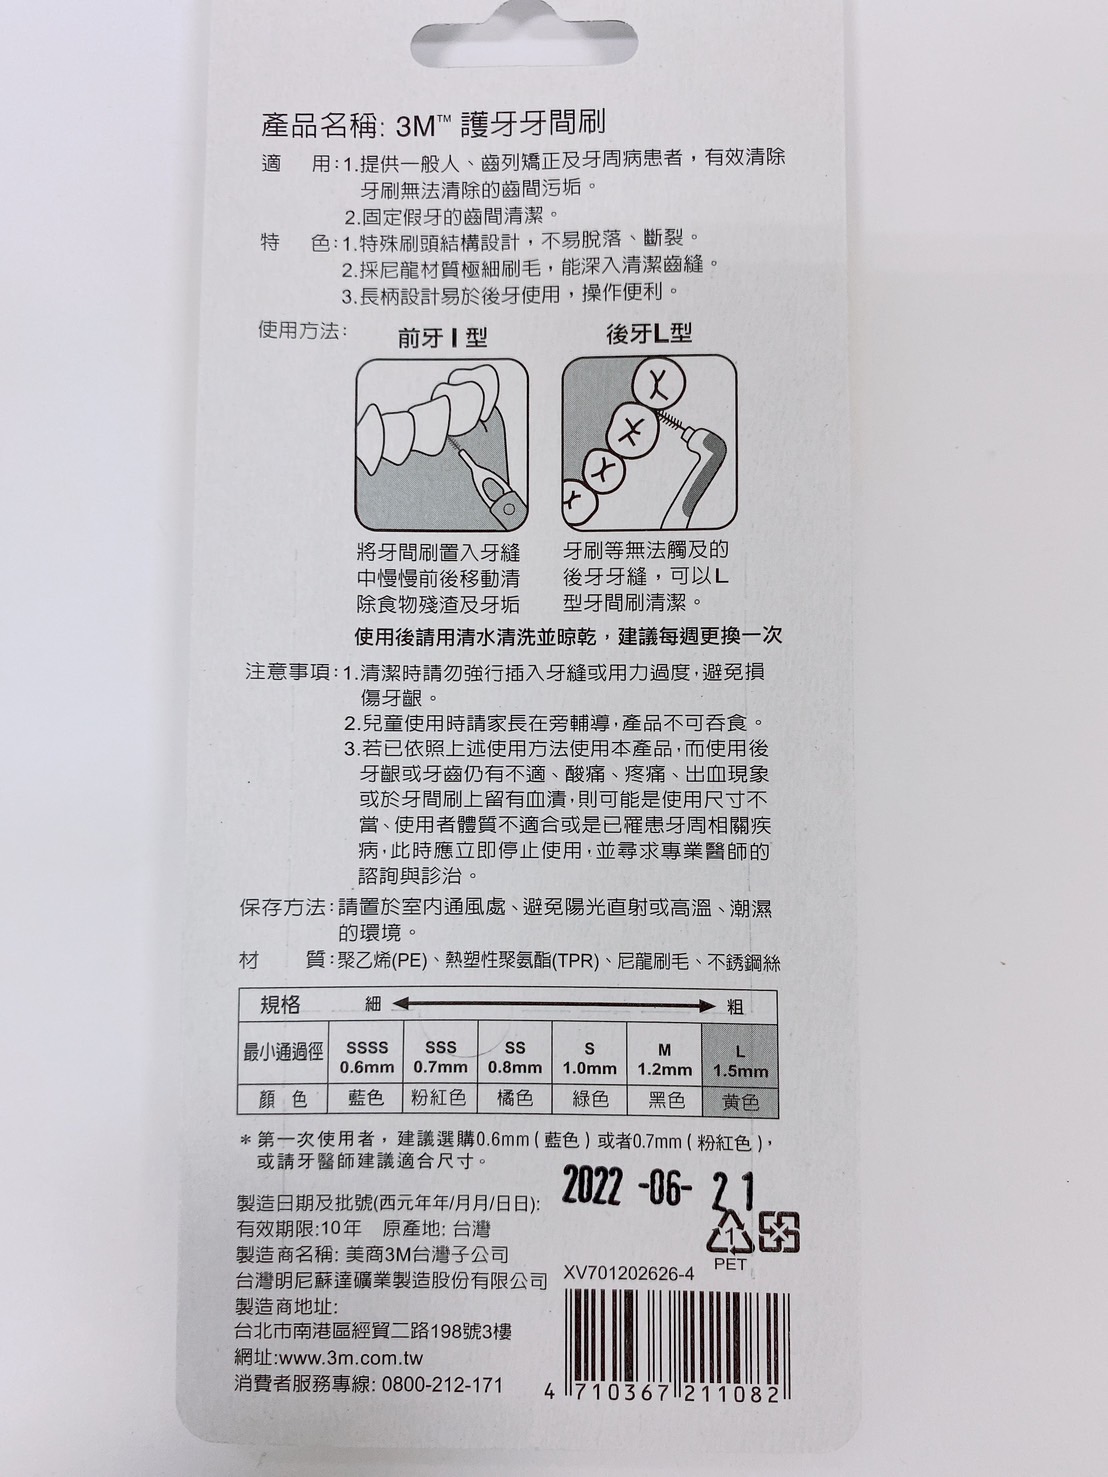 產品名稱: 3M™ 護牙牙間刷
適 用:1.提供一般人、齒列矯正及牙周病患者，有效清除
牙刷無法清除的齒間污垢。
2.固定假牙的齒間清潔。
特 色:1.特殊刷頭結構設計，不易脫落、斷裂。
2.採尼龍材質極細刷毛，能深入清潔齒縫。
3.長柄設計易於後牙使用，操作便利。
使用方法:
前牙 I 型
後牙L型
將牙間刷置入牙縫
中慢慢前後移動清
除食物殘渣及牙垢
牙刷等無法觸及的
後牙牙縫，可以L
型牙間刷清潔。
使用後請用清水清洗並晾乾，建議每週更換一次
注意事項:1.清潔時請勿強行插入牙縫或用力過度,避免損
傷牙齦。
2.兒童使用時請家長在旁輔導,產品不可吞食。
3.若已依照上述使用方法使用本產品,而使用後
牙齦或牙齒仍有不適、酸痛、疼痛、出血現象
或於牙間刷上留有血漬,則可能是使用尺寸不
當、使用者體質不適合或是已罹患牙周相關疾
病,此時應立即停止使用,並尋求專業醫師的
諮詢與診治。
保存方法:請置於室內通風處、避免陽光直射或高溫、潮濕
的環境。
材 質:聚乙烯(PE)、熱塑性聚氨酯(TPR)、尼龍刷毛、不銹鋼絲
規格 細 粗
最小通過徑 SSSS 0.6mm SSS 0.7mm SS 0.8mm S 1.0mm M 1.2mm L 1.5mm
顏 色 藍色 粉紅色 橘色 綠色 黑色 黃色
*第一次使用者，建議選購0.6mm(藍色)或者0.7mm(粉紅色)，
或請牙醫師建議適合尺寸。
2022 -06- 21
製造日期及批號(西元年年/月月/日日):
有效期限:10年 原產地: 台灣
製造商名稱: 美商3M台灣子公司
台灣明尼蘇達礦業製造股份有限公司
製造商地址:
台北市南港區經貿二路198號3樓
網址:www.3m.com.tw
消費者服務專線: 0800-212-171
1
PET
XV701202626-4
4 710367 211082